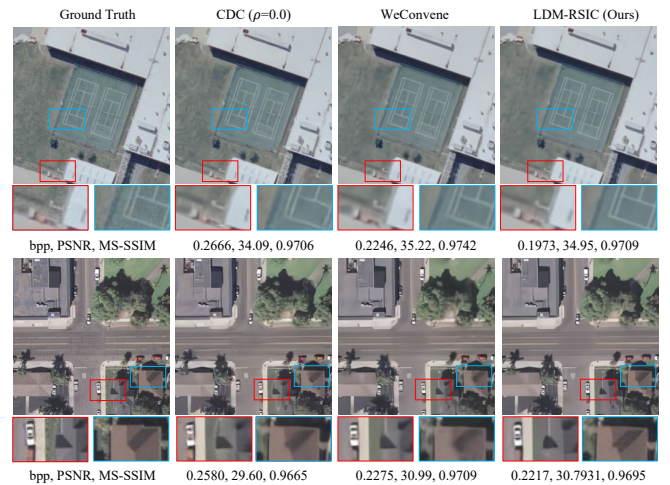 Ground Truth CDC (ρ=0.0) WeConvene LDM-RSIC (Ours)
bpp, PSNR, MS-SSIM 0.2666, 34.09, 0.9706 0.2246, 35.22, 0.9742 0.1973, 34.95, 0.9709
bpp, PSNR, MS-SSIM 0.2580, 29.60, 0.9665 0.2275, 30.99, 0.9709 0.2217, 30.7931, 0.9695